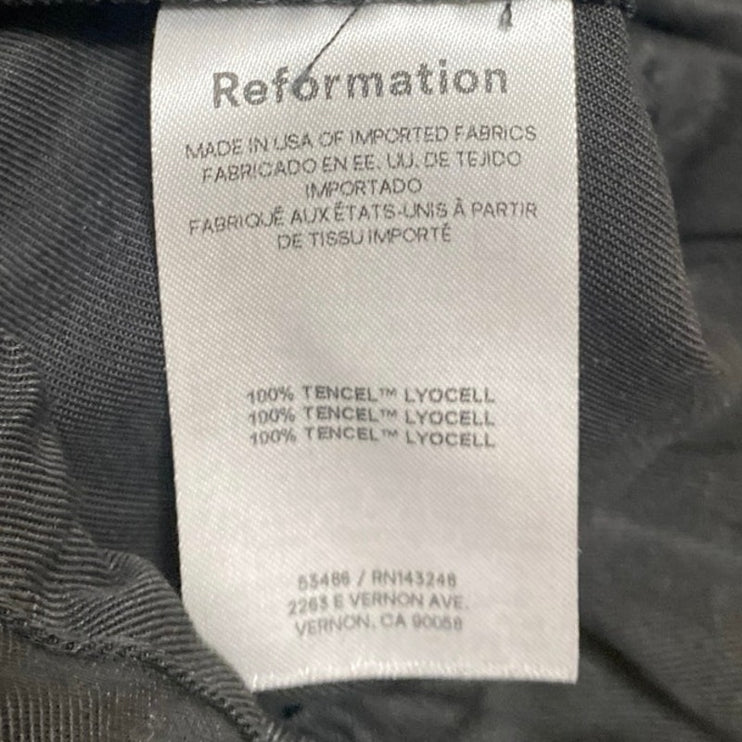 Reformation
MADE IN USA OF IMPORTED FABRICS
FABRICADO EN EE. UU. DE TEJIDO
IMPORTADO
FABRIQUÉ AUX ÉTATS-UNIS À PARTIR
DE TISSU IMPORTÉ
100% TENCEL™ LYOCELL
100% TENCEL™ LYOCELL
100% TENCEL™ LYOCELL
53486 / RN143248
2263 E VERNON AVE.
VERNON, CA 90058